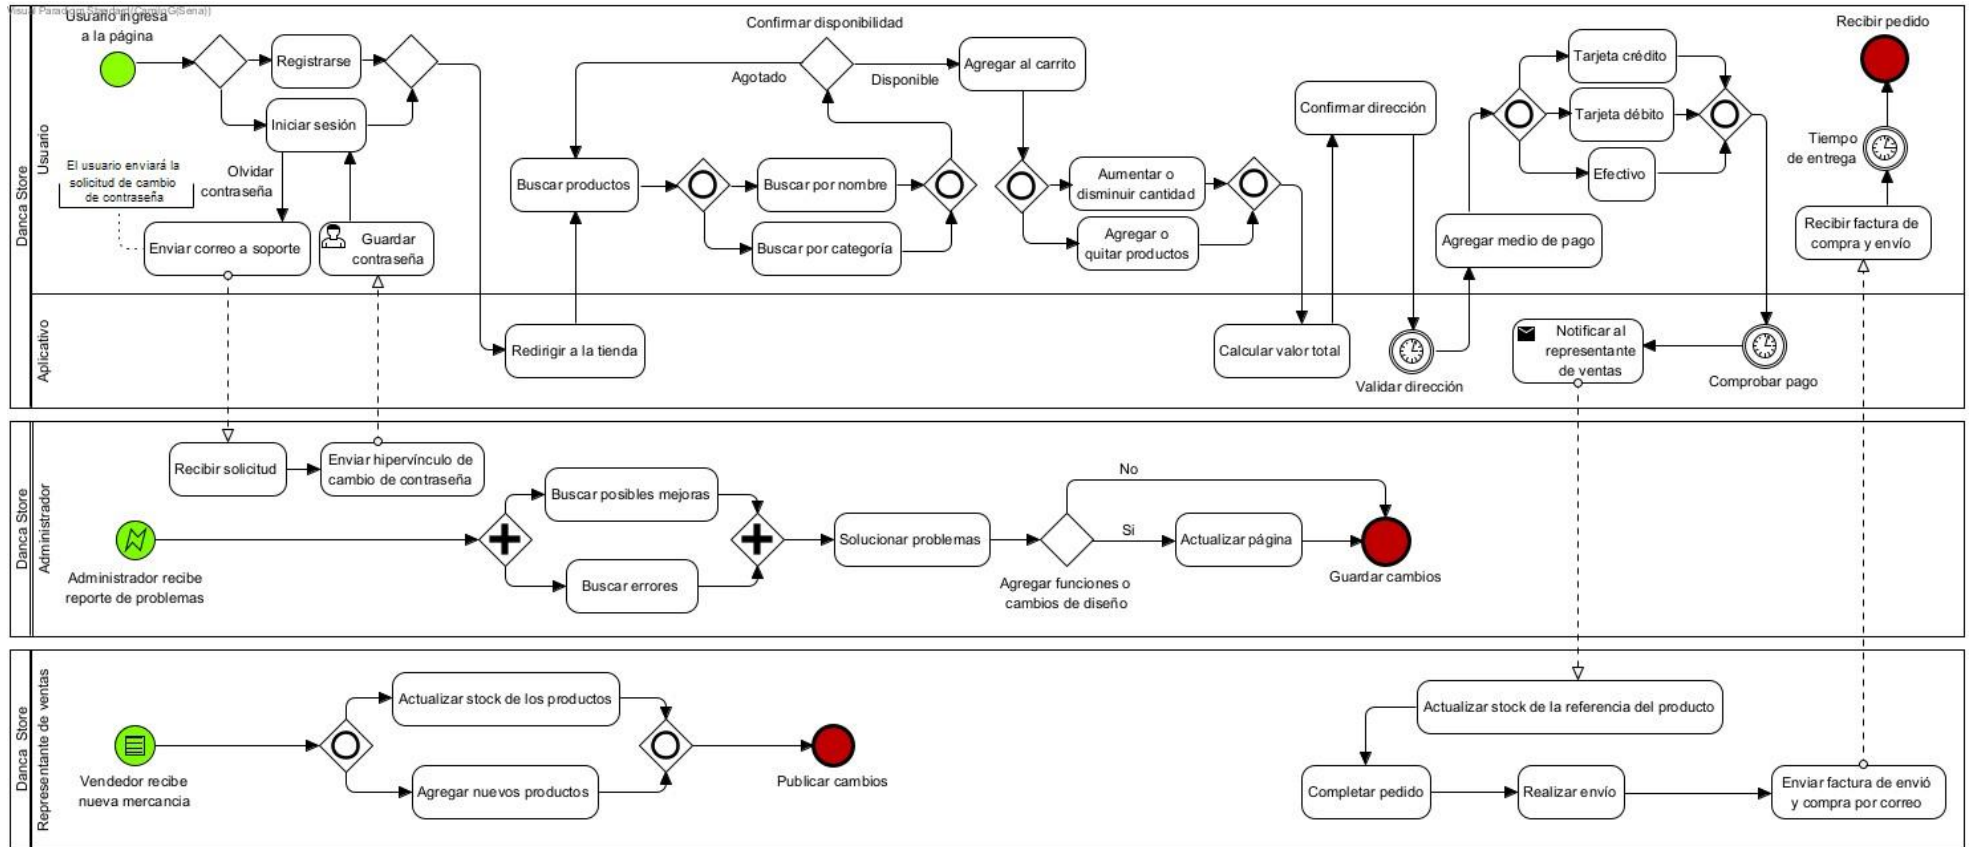 Visual Paradigm Standard(CamiloG(Sena))
Usuario ingresa
a la página
Registrarse
Iniciar sesión
Olvidar
contraseña
El usuario enviará la
solicitud de cambio
de contraseña
Enviar correo a soporte
Guardar
contraseña
Danca Store
Usuario
Aplicativo
Confirmar disponibilidad
Agotado
Disponible
Agregar al carrito
Buscar productos
Buscar por nombre
Buscar por categoría
Aumentar o
disminuir cantidad
Agregar o
quitar productos
Confirmar dirección
Agregar medio de pago
Tarjeta crédito
Tarjeta débito
Efectivo
Recibir pedido
Tiempo
de entrega
Recibir factura de
compra y envío
Redirigir a la tienda
Calcular valor total
Validar dirección
Notificar al
representante
de ventas
Comprobar pago
Danca Store
Administrador
Recibir solicitud
Enviar hipervínculo de
cambio de contraseña
Administrador recibe
reporte de problemas
Buscar posibles mejoras
Buscar errores
Solucionar problemas
Agregar funciones o
cambios de diseño
No
Si
Actualizar página
Guardar cambios
Danca Store
Representante de ventas
Vendedor recibe
nueva mercancia
Actualizar stock de los productos
Agregar nuevos productos
Publicar cambios
Actualizar stock de la referencia del producto
Completar pedido
Realizar envío
Enviar factura de envió
y compra por correo